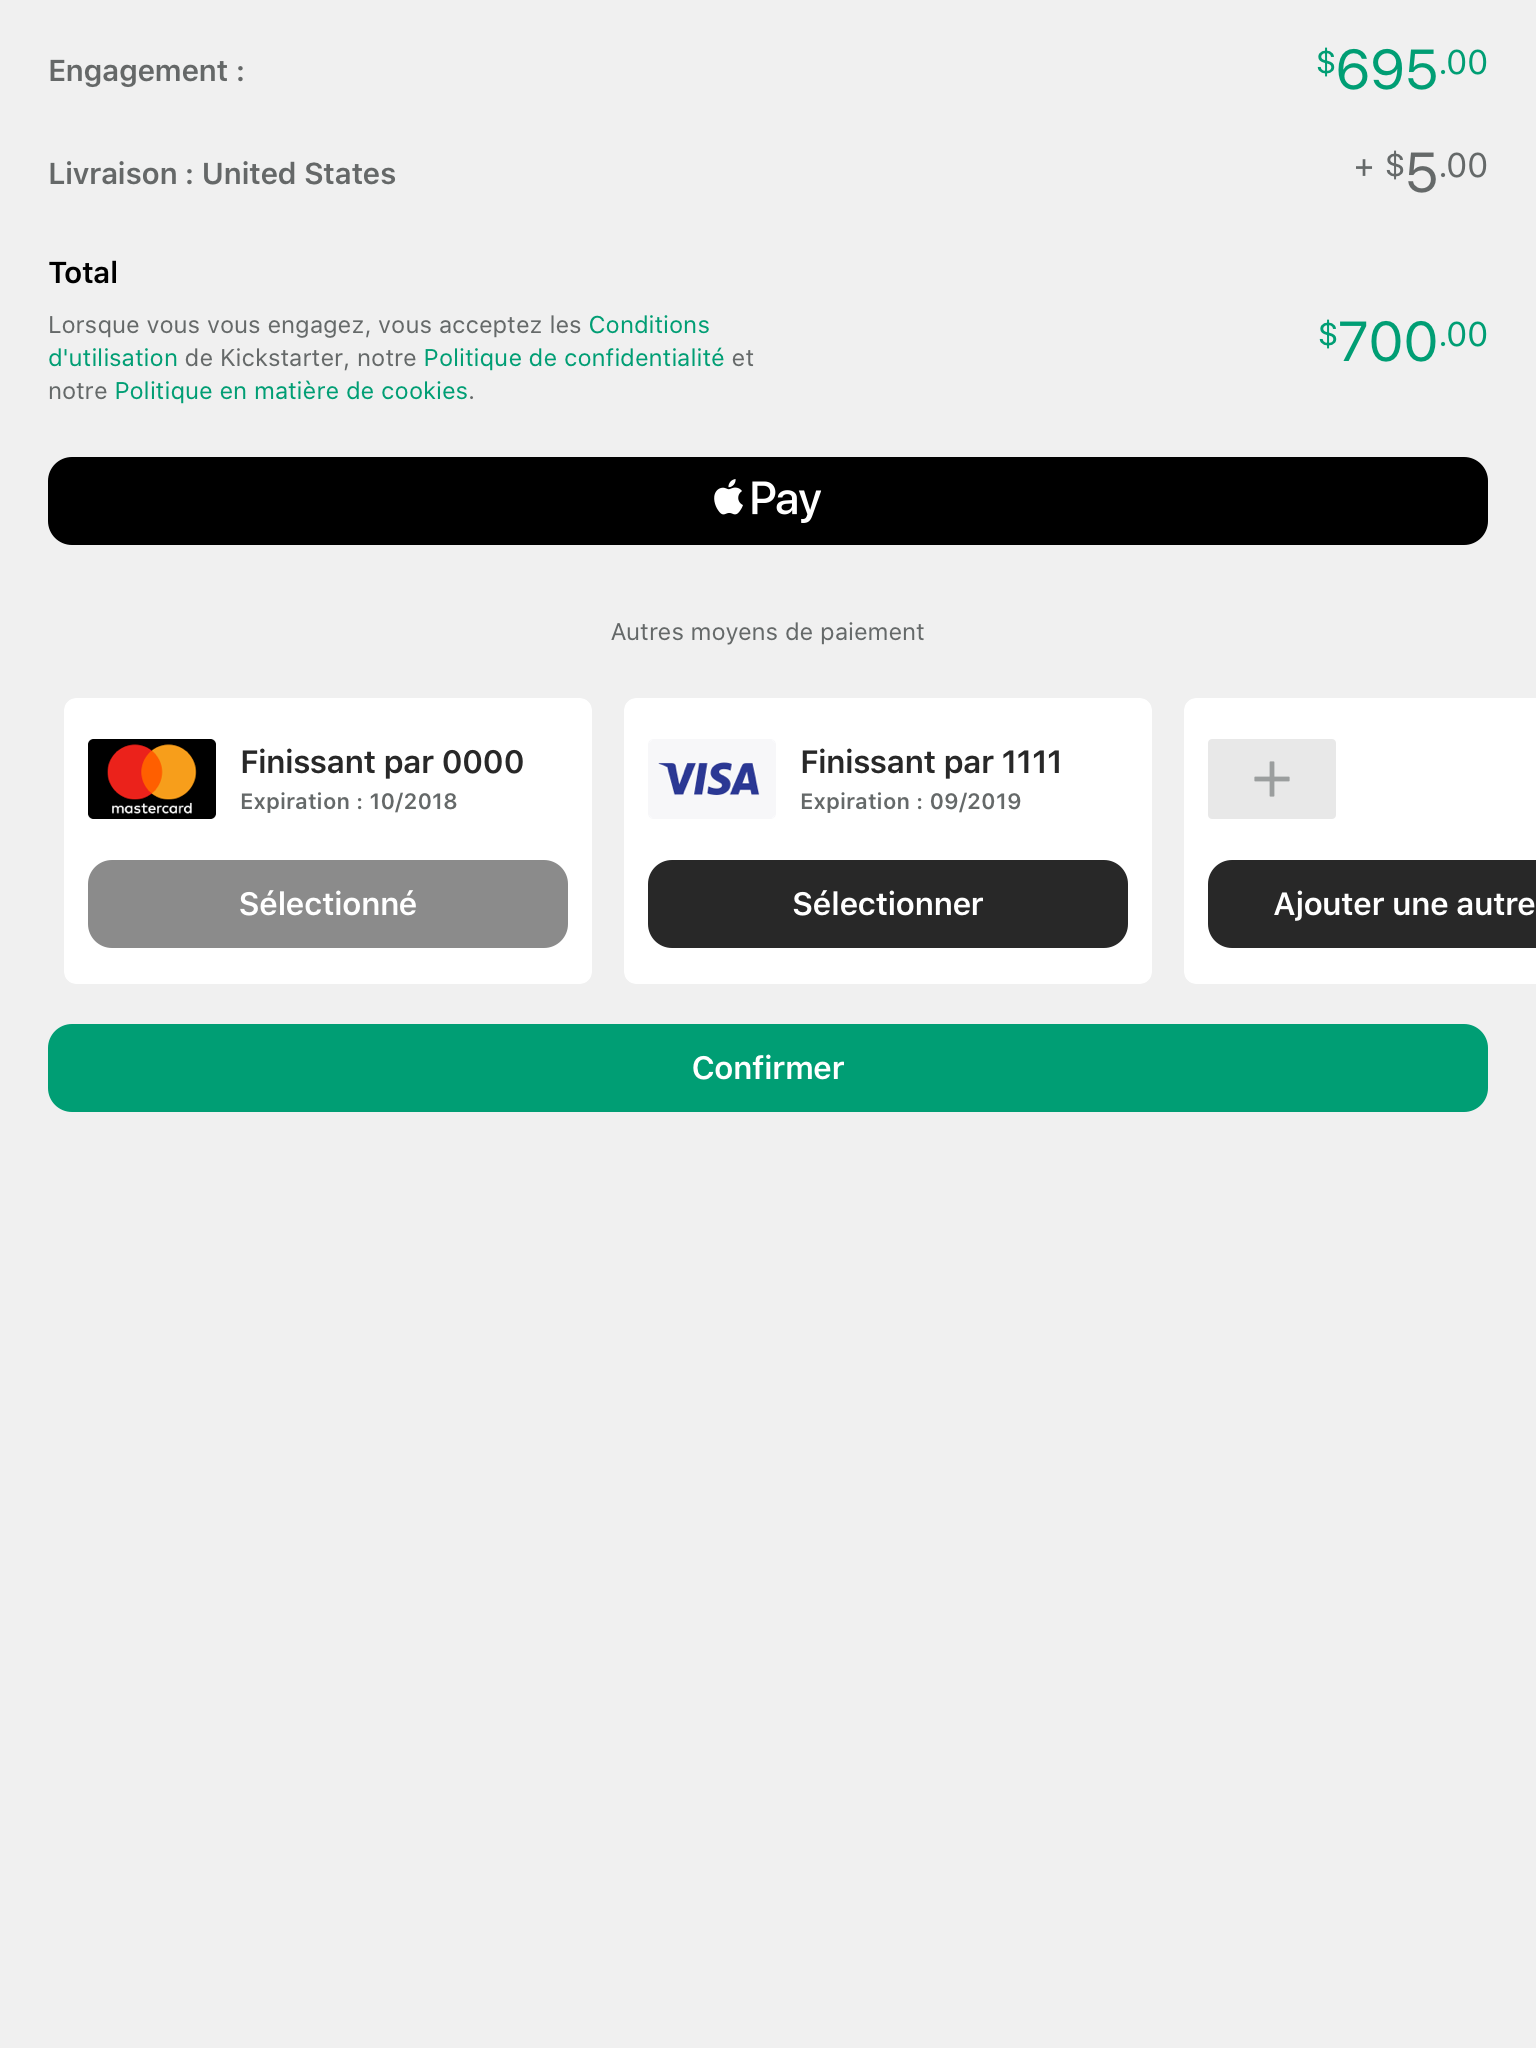 Engagement :
$695.00
Livraison : United States
+ $5.00
Total
Lorsque vous vous engagez, vous acceptez les Conditions
d'utilisation de Kickstarter, notre Politique de confidentialité et
notre Politique en matière de cookies.
$700.00
Pay
Autres moyens de paiement
mastercard
Finissant par 0000
Expiration : 10/2018
Sélectionné
VISA
Finissant par 1111
Expiration : 09/2019
Sélectionner
Ajouter une autre
Confirmer